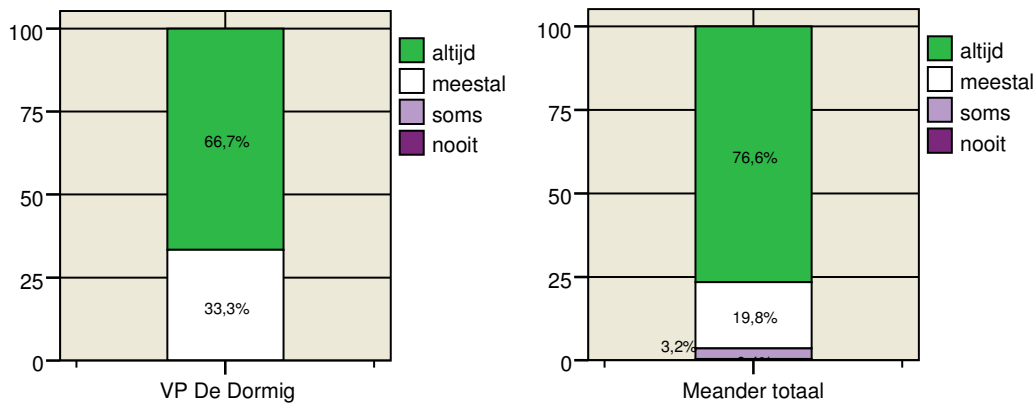 100
75
50
25
0
66,7%
33,3%
altijd
meestal
soms
nooit
VP De Dormig
100
75
50
25
0
76,6%
19,8%
3,2%
altijd
meestal
soms
nooit
Meander totaal